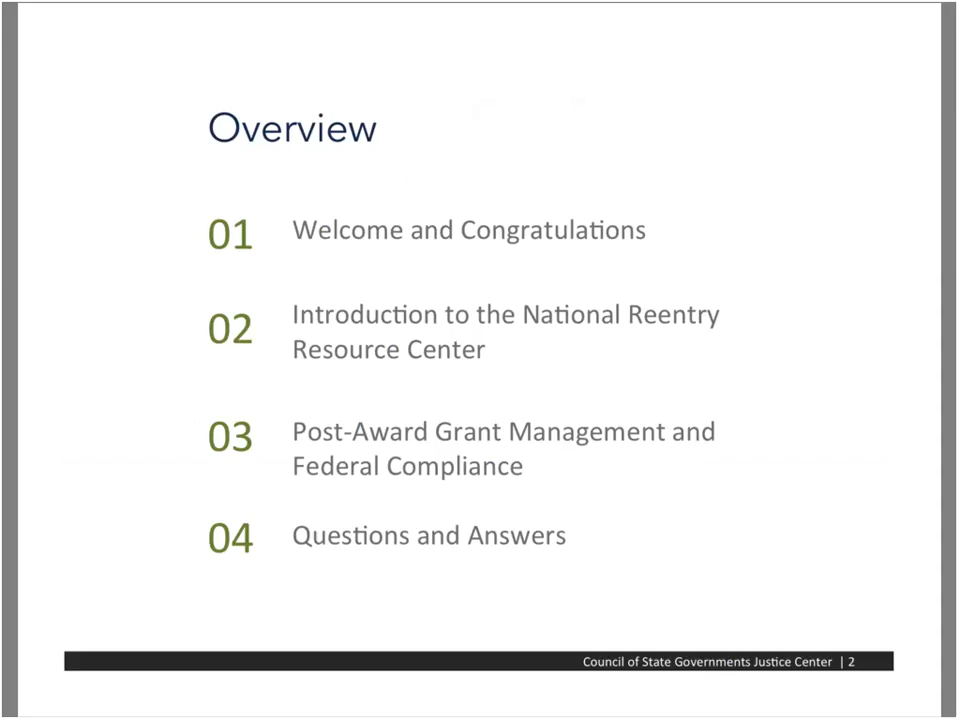 Overview
01 Welcome and Congratulations
02 Introduction to the National Reentry
Resource Center
03 Post-Award Grant Management and
Federal Compliance
04 Questions and Answers
Council of State Governments Justice Center | 2